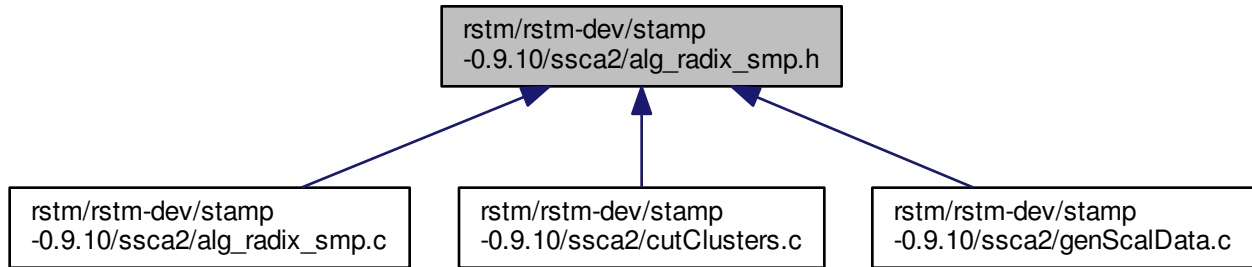 rstm/rstm-dev/stamp
-0.9.10/ssca2/alg_radix_smp.h
rstm/rstm-dev/stamp
-0.9.10/ssca2/alg_radix_smp.c
rstm/rstm-dev/stamp
-0.9.10/ssca2/cutClusters.c
rstm/rstm-dev/stamp
-0.9.10/ssca2/genScalData.c